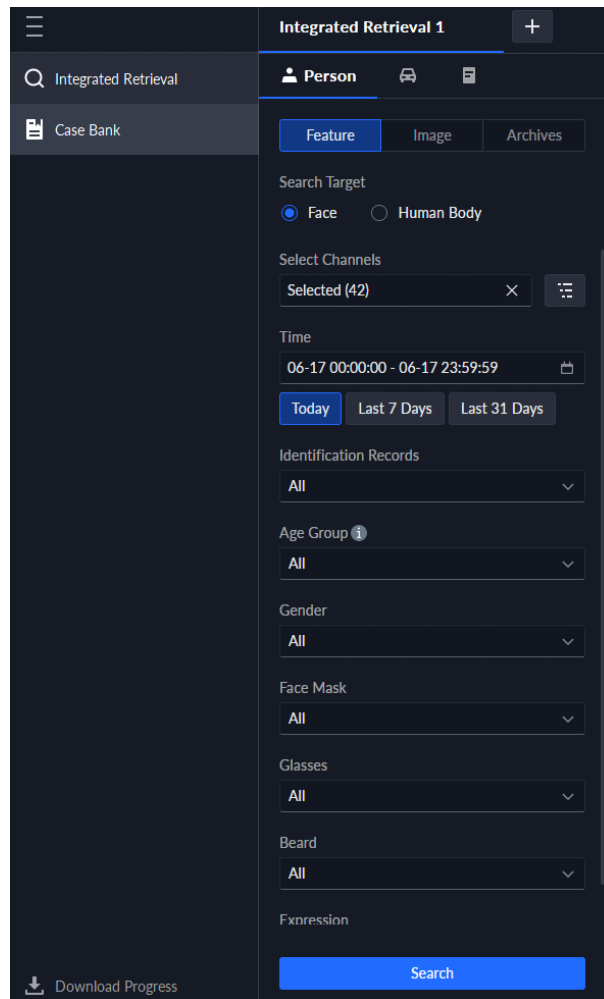 Integrated Retrieval 1
+
Integrated Retrieval
Case Bank
Person
Feature
Image
Archives
Search Target
Face
Human Body
Select Channels
Selected (42)
Time
06-17 00:00:00 - 06-17 23:59:59
Today
Last 7 Days
Last 31 Days
Identification Records
All
Age Group
All
Gender
All
Face Mask
All
Glasses
All
Beard
All
Expression
Search
Download Progress